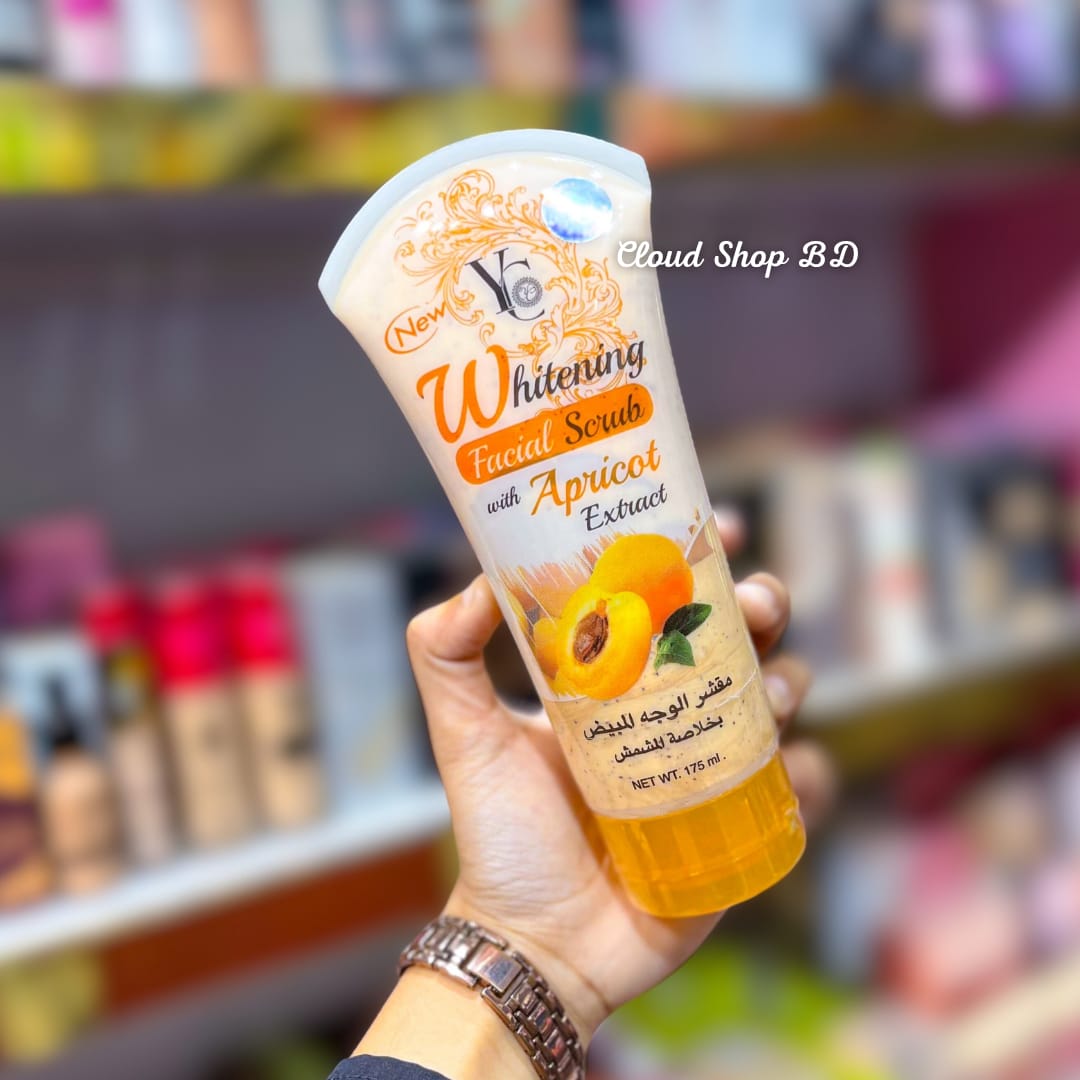 Cloud Shop BD
YC
New
Whitening
Facial Scrub
with Apricot
Extract
مقشر الوجه المبيض
بخلاصة المشمش
NET WT. 175 ml.